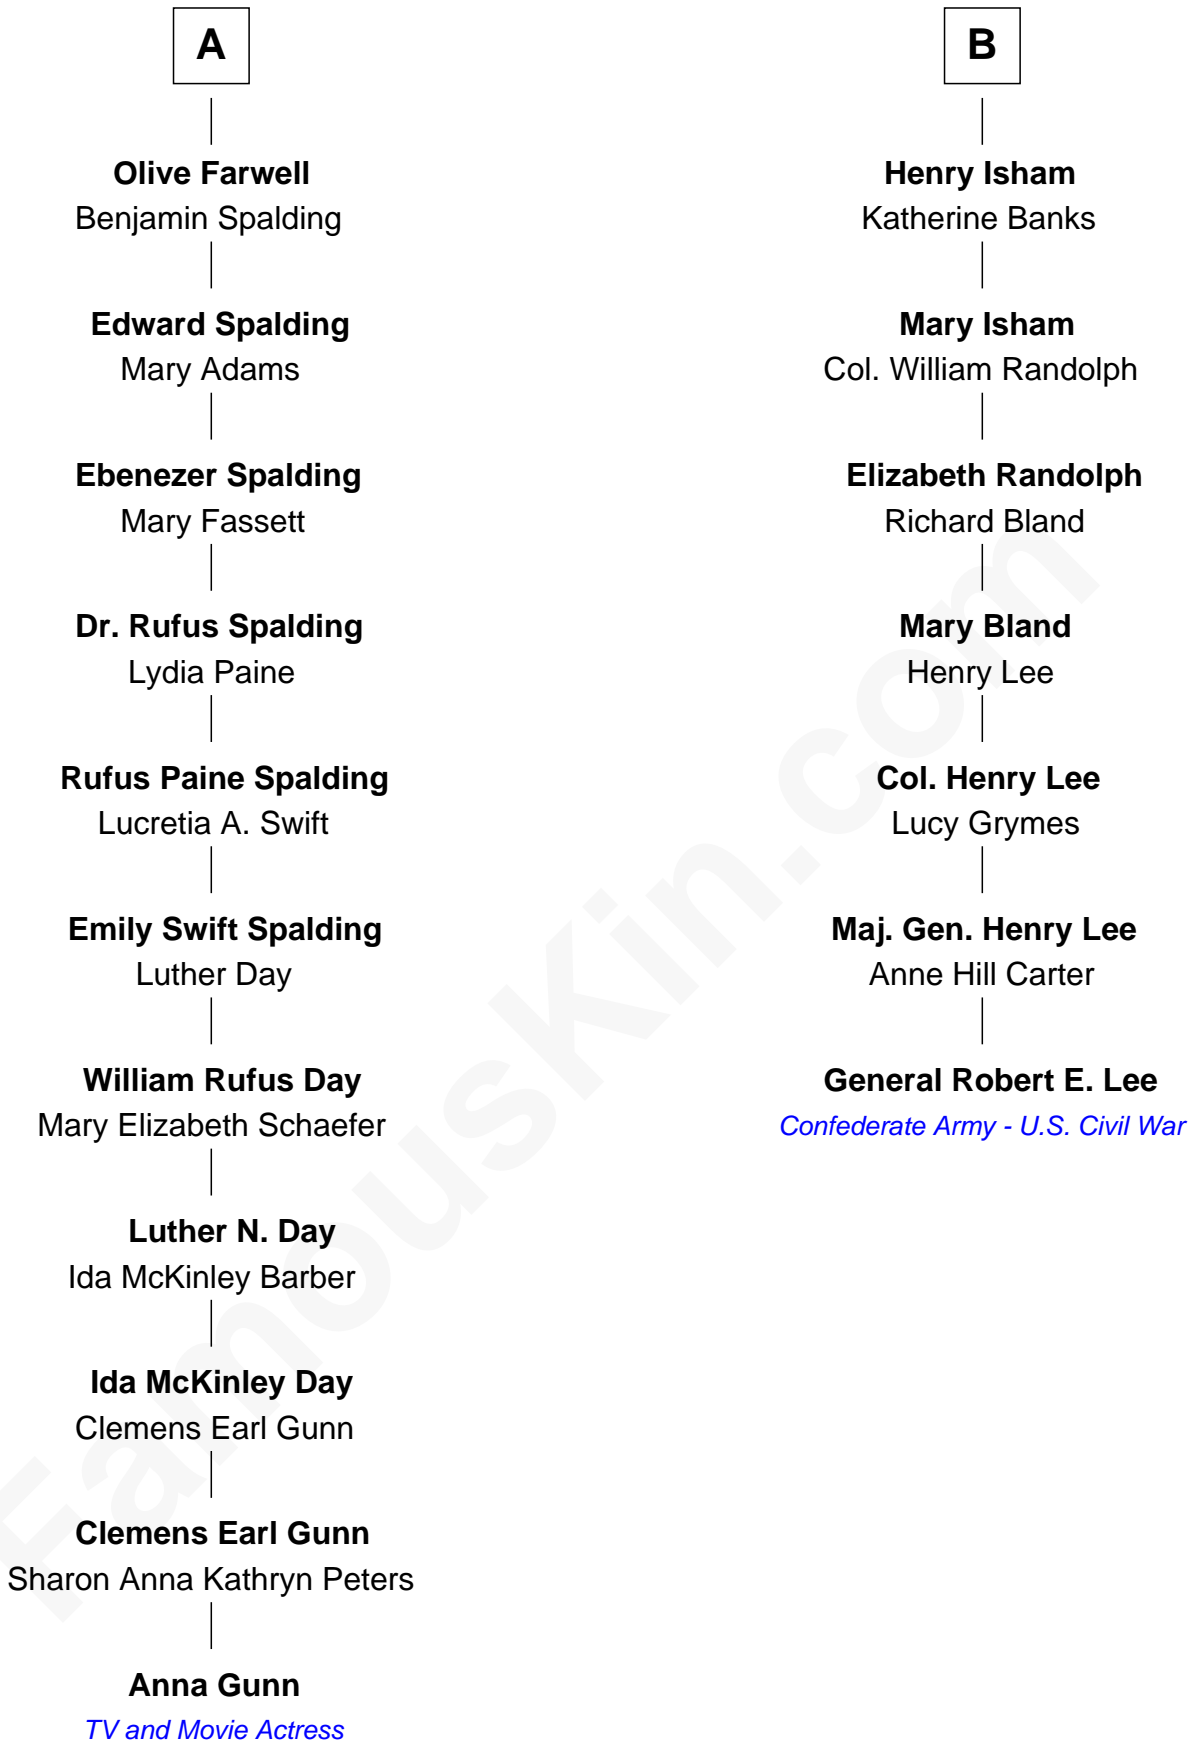 A
Olive Farwell
Benjamin Spalding
Edward Spalding
Mary Adams
Ebenezer Spalding
Mary Fassett
Dr. Rufus Spalding
Lydia Paine
Rufus Paine Spalding
Lucretia A. Swift
Emily Swift Spalding
Luther Day
William Rufus Day
Mary Elizabeth Schaefer
Luther N. Day
Ida McKinley Barber
Ida McKinley Day
Clemens Earl Gunn
Clemens Earl Gunn
Sharon Anna Kathryn Peters
Anna Gunn
TV and Movie Actress
B
Henry Isham
Katherine Banks
Mary Isham
Col. William Randolph
Elizabeth Randolph
Richard Bland
Mary Bland
Henry Lee
Col. Henry Lee
Lucy Grymes
Maj. Gen. Henry Lee
Anne Hill Carter
General Robert E. Lee
Confederate Army - U.S. Civil War
FamousKin.com